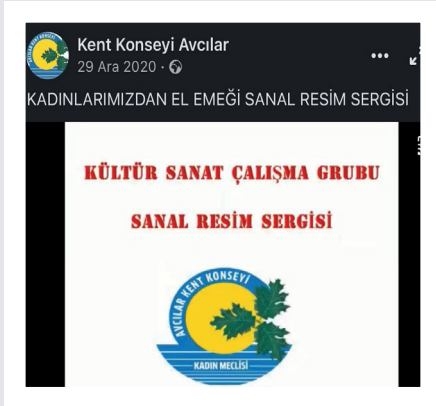 Kent Konseyi Avcılar
29 Ara 2020 ·
KADINLARIMIZDAN EL EMEĞİ SANAL RESİM SERGİSİ
KÜLTÜR SANAT ÇALIŞMA GRUBU
SANAL RESİM SERGİSİ
AVCILAR KENT KONSEYİ
KADIN MECLİSİ